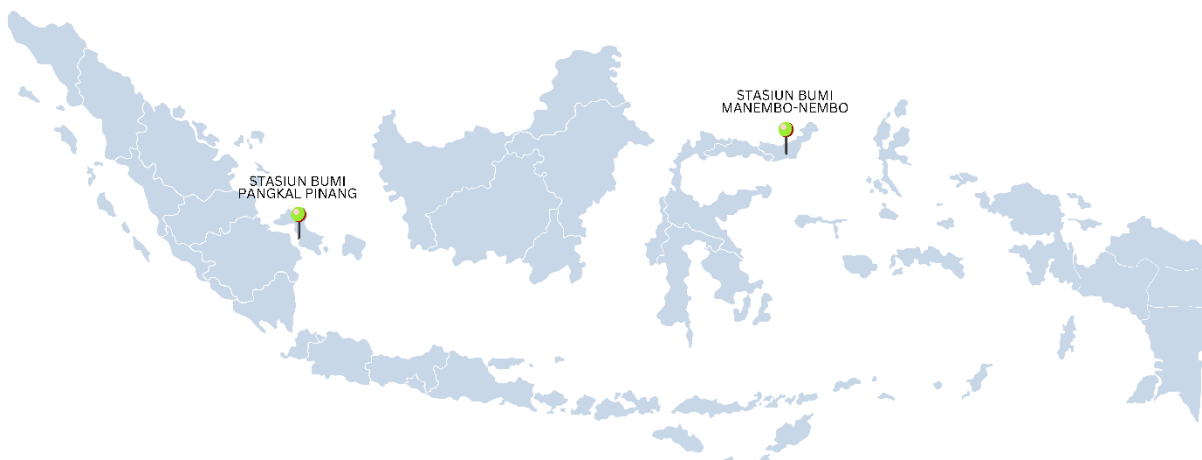 STASIUN BUMI
MANEMBO-NEMBO
STASIUN BUMI
PANGKAL PINANG